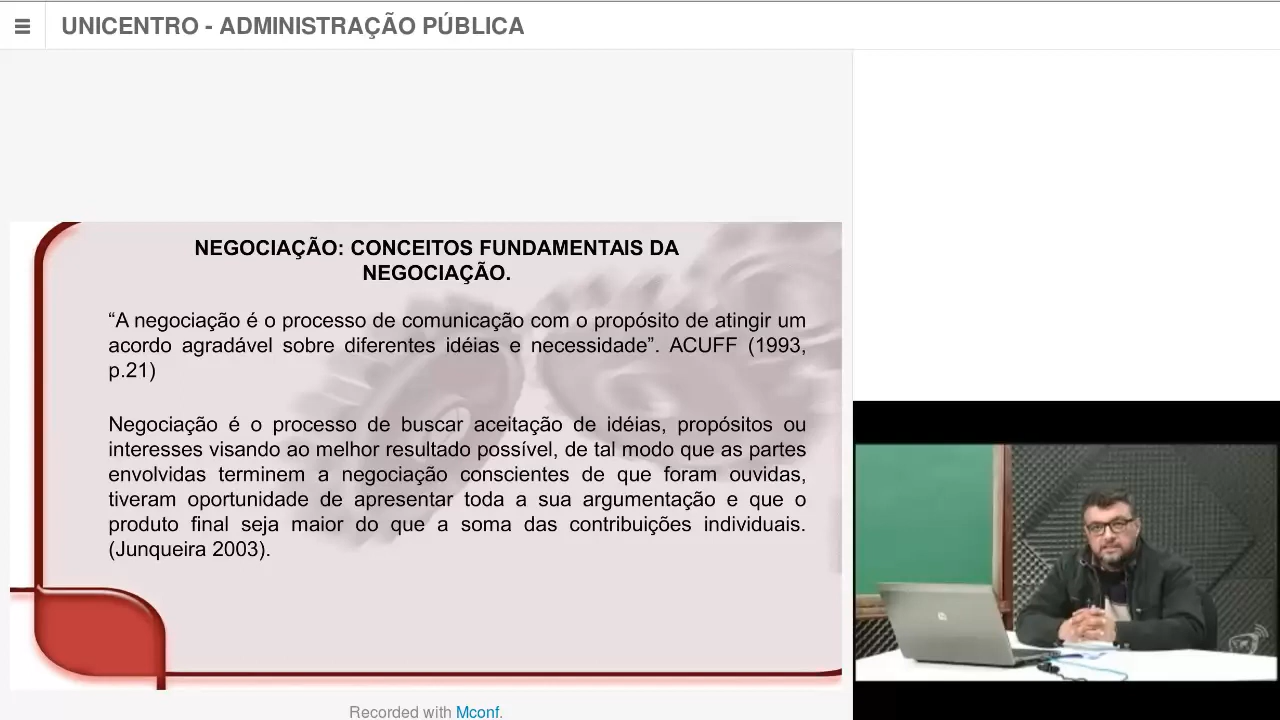 UNICENTRO - ADMINISTRAÇÃO PÚBLICA
NEGOCIAÇÃO: CONCEITOS FUNDAMENTAIS DA
NEGOCIAÇÃO.
“A negociação é o processo de comunicação com o propósito de atingir um
acordo agradável sobre diferentes idéias e necessidade”. ACUFF (1993,
p.21)
Negociação é o processo de buscar aceitação de idéias, propósitos ou
interesses visando ao melhor resultado possível, de tal modo que as partes
envolvidas terminem a negociação conscientes de que foram ouvidas,
tiveram oportunidade de apresentar toda a sua argumentação e que o
produto final seja maior do que a soma das contribuições individuais.
(Junqueira 2003).
hp
Recorded with Mconf.